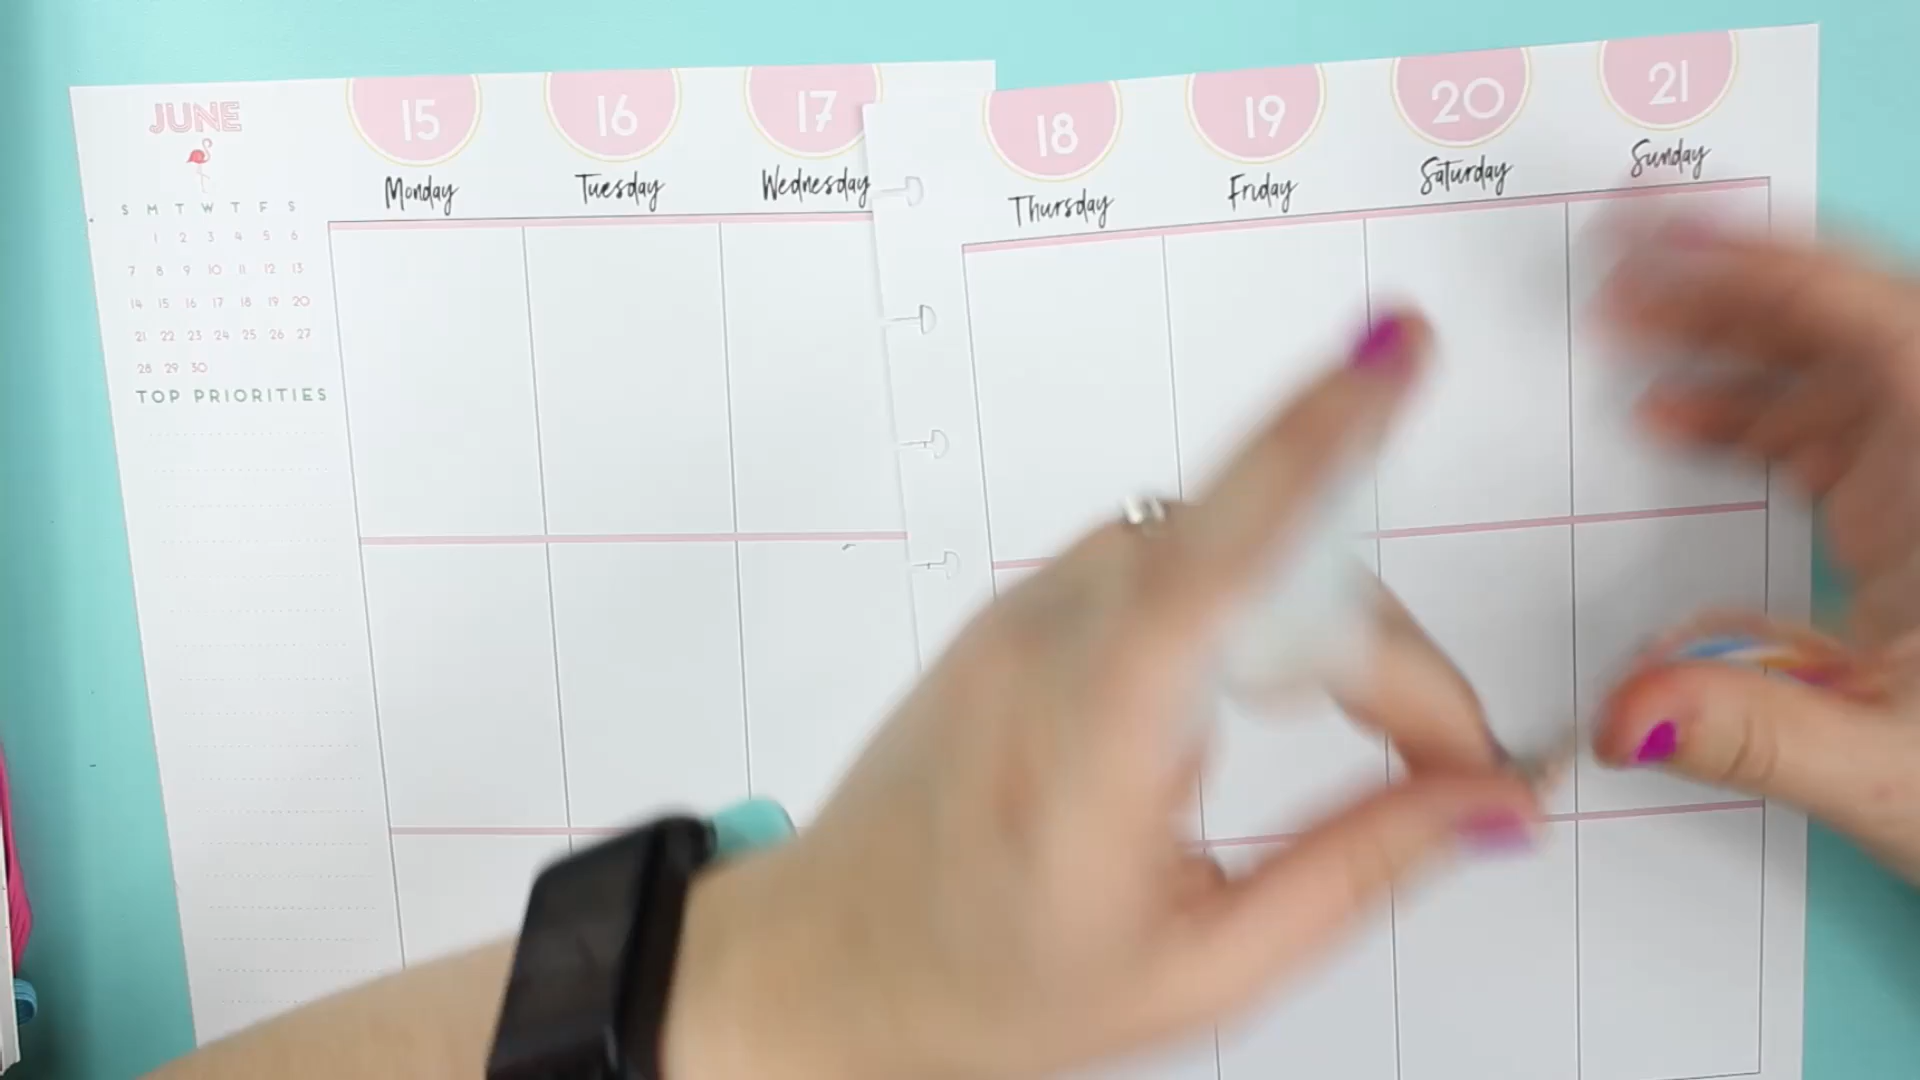 JUNE
S M T W T F S
1 2 3 4 5 6
7 8 9 10 11 12 13
14 15 16 17 18 19 20
21 22 23 24 25 26 27
28 29 30
TOP PRIORITIES
15 16 17
Monday Tuesday Wednesday
18 19 20 21
Thursday Friday Saturday Sunday